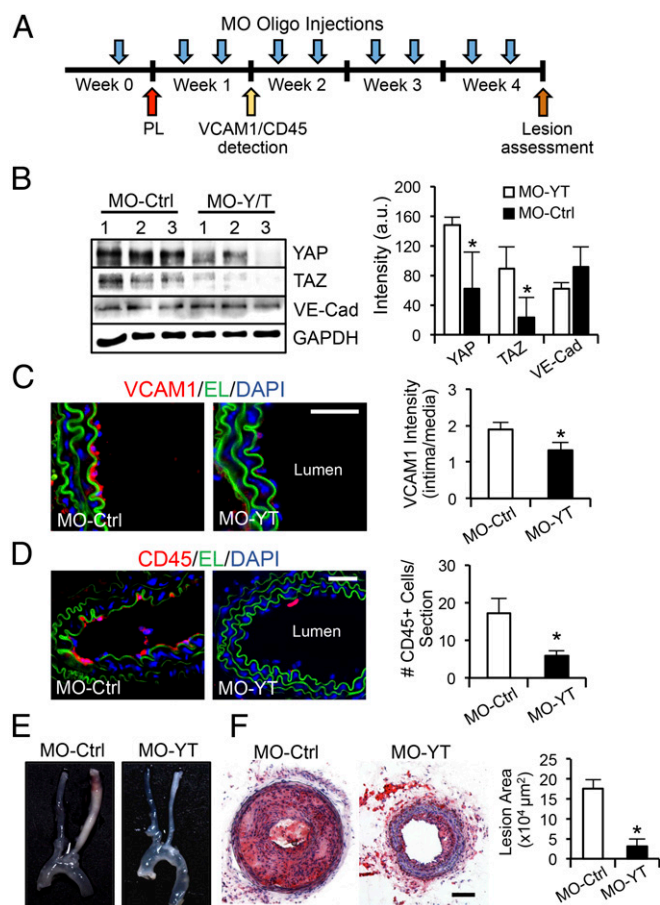 A
MO Oligo Injections
Week 0 Week 1 Week 2 Week 3 Week 4
PL
VCAM1/CD45
detection
Lesion
assessment
B
MO-Ctrl MO-Y/T
1 2 3 1 2 3
YAP
TAZ
VE-Cad
GAPDH
Intensity (a.u.)
160
120
80
40
0
MO-YT
MO-Ctrl
*
*
YAP TAZ VE-Cad
C
VCAM1/EL/DAPI
MO-Ctrl
MO-YT
Lumen
VCAM1 Intensity
(intima/media)
3
2
1
0
*
MO-Ctrl MO-YT
D
CD45/EL/DAPI
MO-Ctrl
MO-YT
Lumen
# CD45+ Cells/
Section
30
20
10
0
*
MO-Ctrl MO-YT
E
MO-Ctrl MO-YT
F
MO-Ctrl MO-YT
Lesion Area
(x10⁴ µm²)
25
20
15
10
5
0
*
MO-Ctrl MO-YT